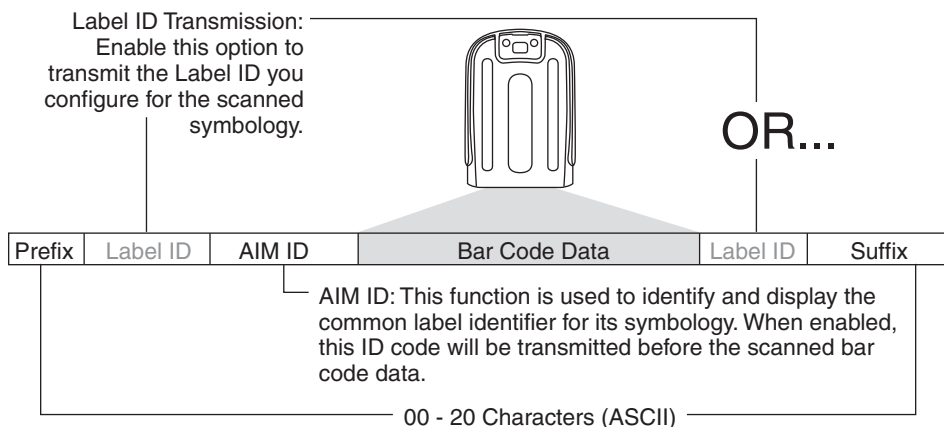 Label ID Transmission:
Enable this option to
transmit the Label ID you
configure for the scanned
symbology.
OR...
Prefix Label ID AIM ID Bar Code Data Label ID Suffix
AIM ID: This function is used to identify and display the
common label identifier for its symbology. When enabled,
this ID code will be transmitted before the scanned bar
code data.
00 - 20 Characters (ASCII)